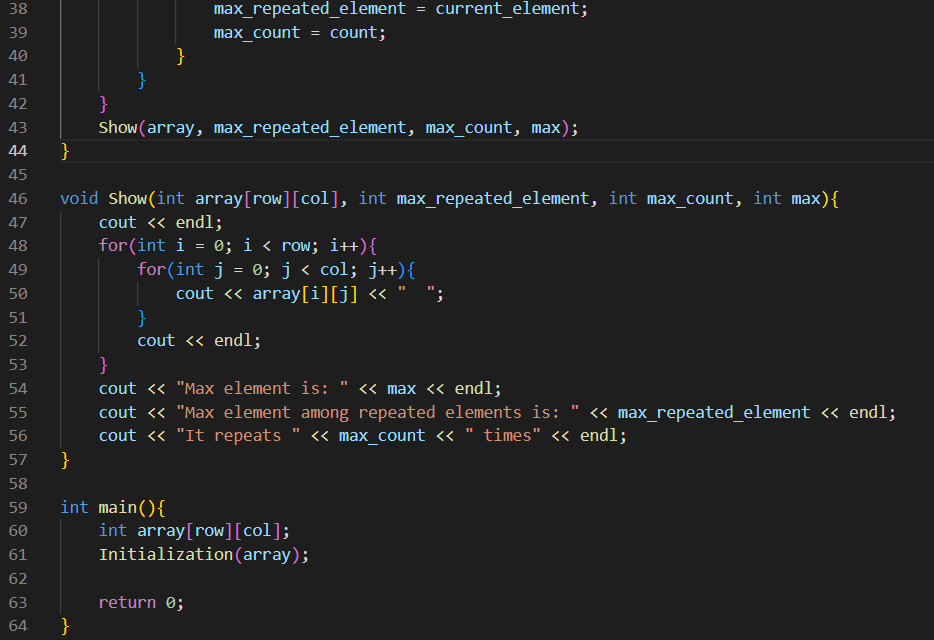 38 max_repeated_element = current_element;
39 max_count = count;
40 }
41 }
42 }
43 Show(array, max_repeated_element, max_count, max);
44 }
45
46 void Show(int array[row][col], int max_repeated_element, int max_count, int max){
47 cout << endl;
48 for(int i = 0; i < row; i++){
49 for(int j = 0; j < col; j++){
50 cout << array[i][j] << "  ";
51 }
52 cout << endl;
53 }
54 cout << "Max element is: " << max << endl;
55 cout << "Max element among repeated elements is: " << max_repeated_element << endl;
56 cout << "It repeats " << max_count << " times" << endl;
57 }
58
59 int main(){
60 int array[row][col];
61 Initialization(array);
62
63 return 0;
64 }